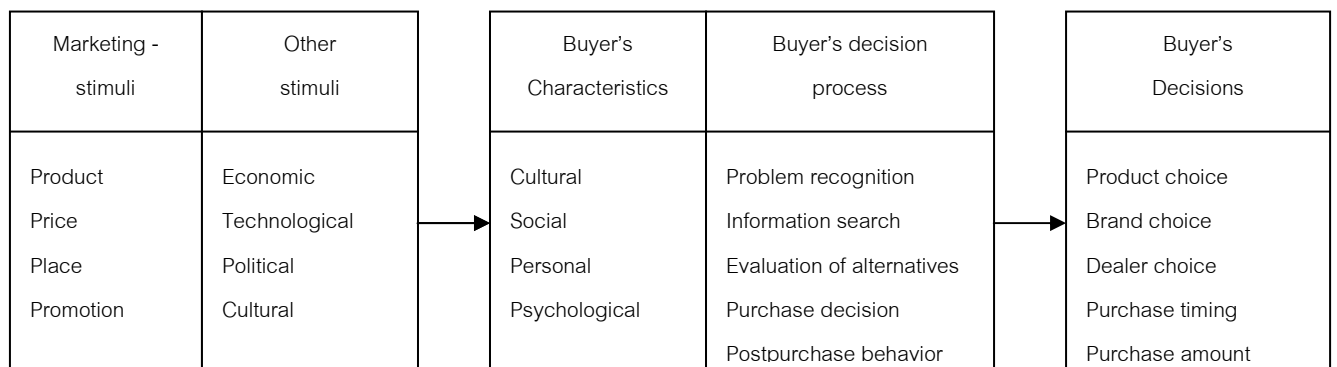 Marketing -
stimuli
Other
stimuli
Buyer’s
Characteristics
Buyer’s decision
process
Buyer’s
Decisions
Product
Price
Place
Promotion
Economic
Technological
Political
Cultural
Cultural
Social
Personal
Psychological
Problem recognition
Information search
Evaluation of alternatives
Purchase decision
Postpurchase behavior
Product choice
Brand choice
Dealer choice
Purchase timing
Purchase amount